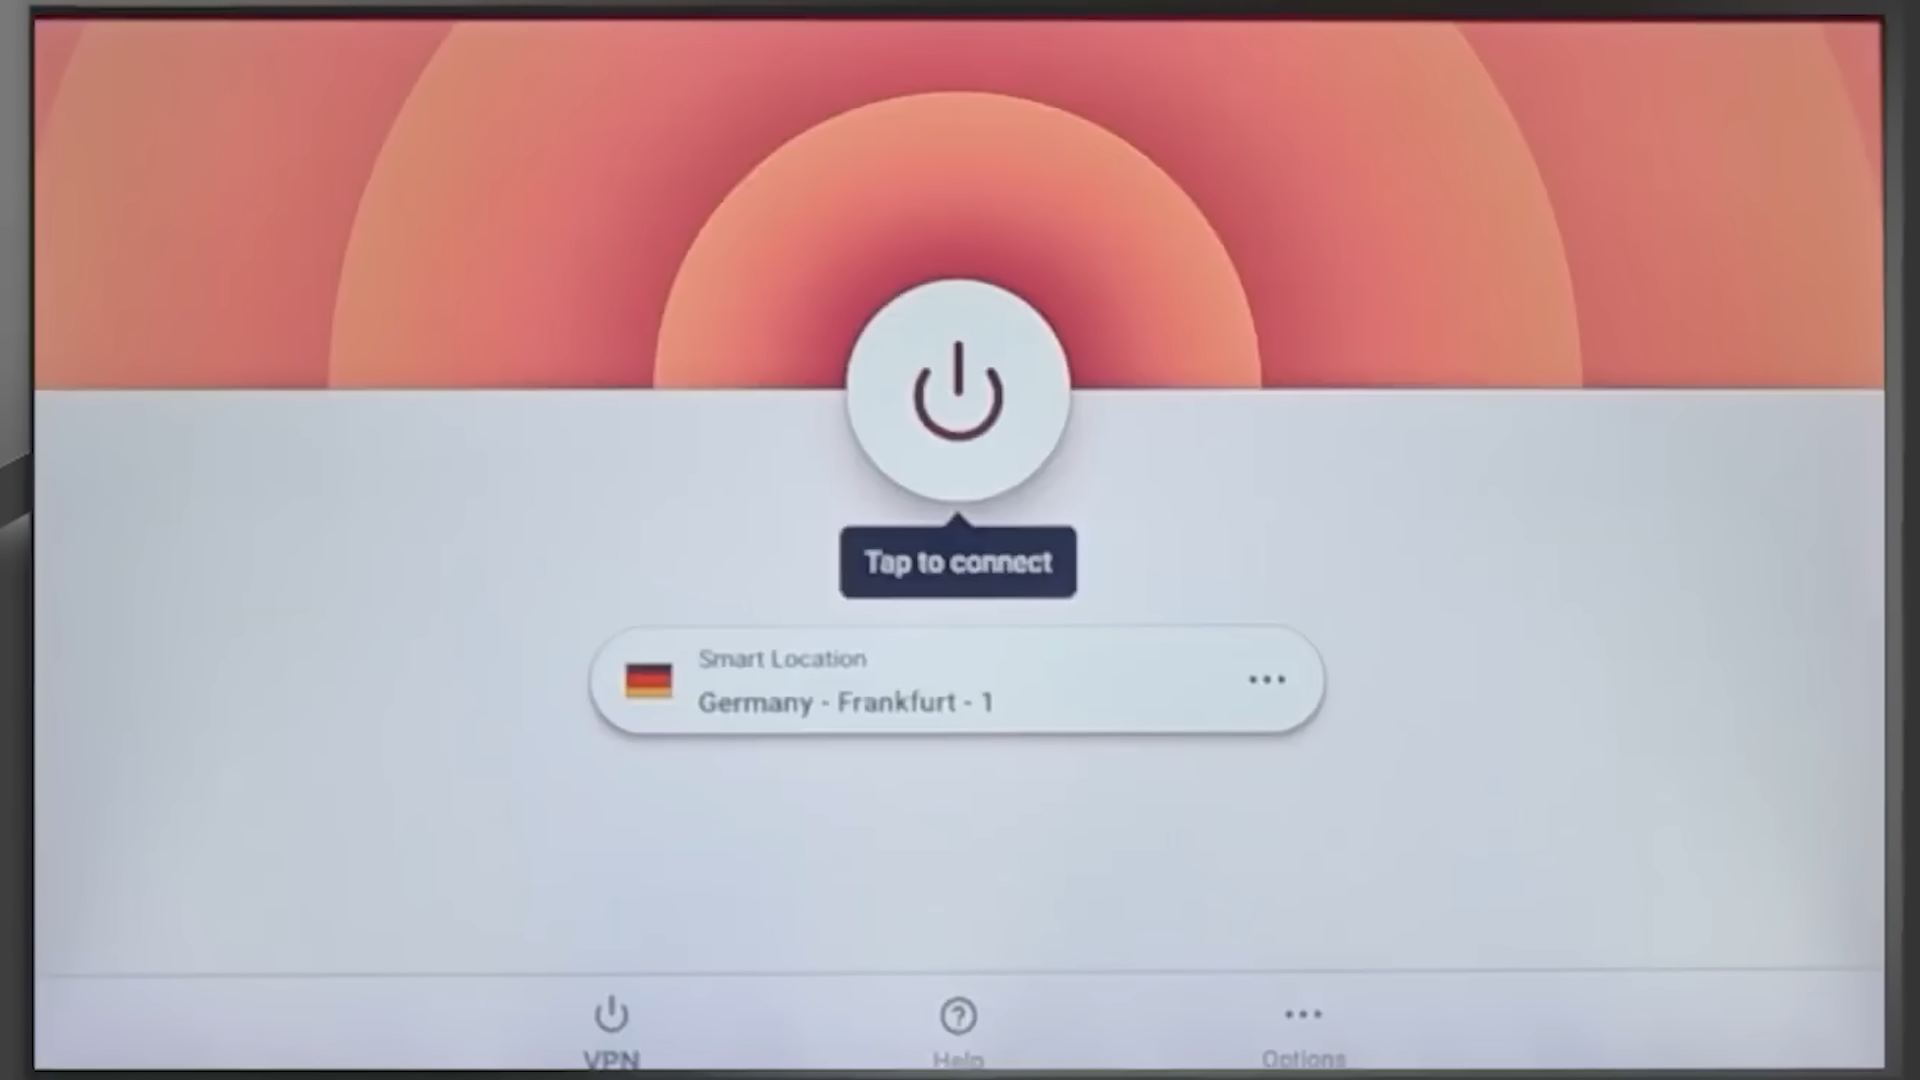 Tap to connect
Smart Location
Germany - Frankfurt - 1
VPN
Help
Options